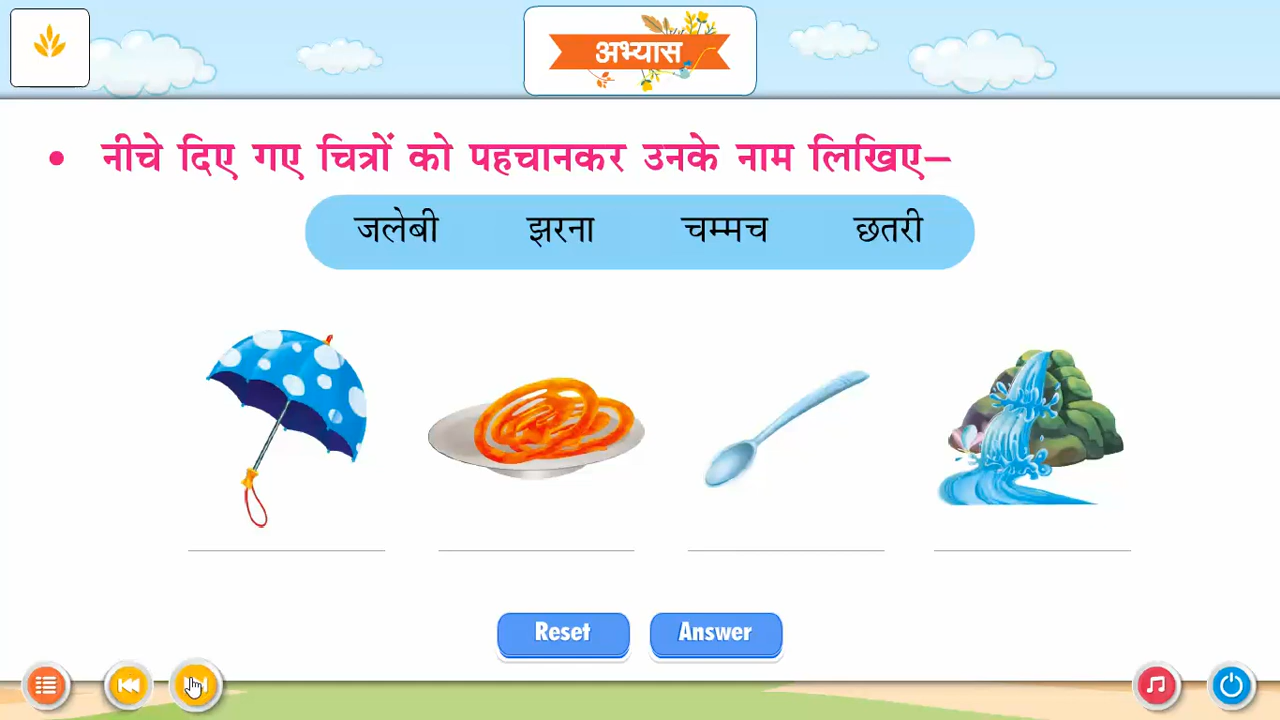 अभ्यास
• नीचे दिए गए चित्रों को पहचानकर उनके नाम लिखिए–
जलेबी झरना चम्मच छतरी
Reset Answer